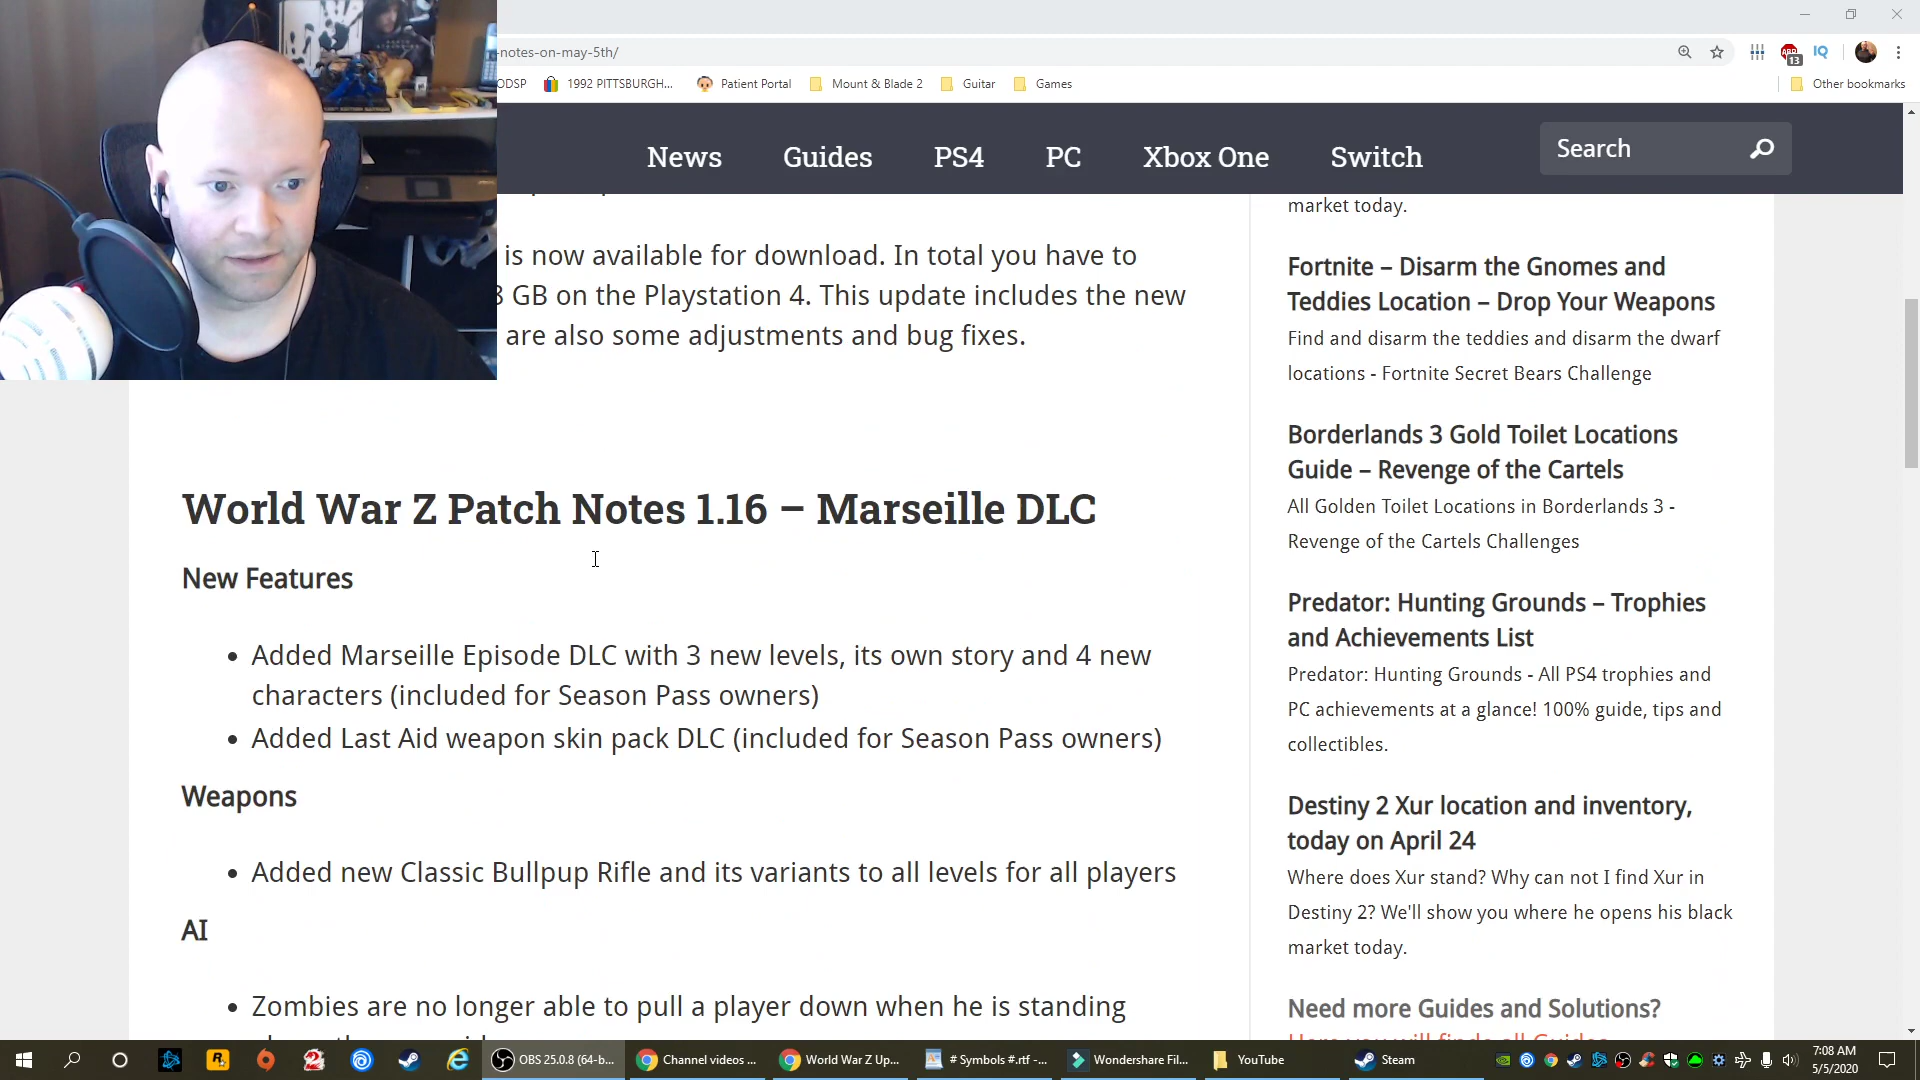 -notes-on-may-5th/
13
IQ
ODSP
1992 PITTSBURGH...
Patient Portal
Mount & Blade 2
Guitar
Games
Other bookmarks
News
Guides
PS4
PC
Xbox One
Switch
Search
is now available for download. In total you have to
GB on the Playstation 4. This update includes the new
are also some adjustments and bug fixes.
World War Z Patch Notes 1.16 – Marseille DLC
New Features
• Added Marseille Episode DLC with 3 new levels, its own story and 4 new
characters (included for Season Pass owners)
• Added Last Aid weapon skin pack DLC (included for Season Pass owners)
Weapons
• Added new Classic Bullpup Rifle and its variants to all levels for all players
AI
• Zombies are no longer able to pull a player down when he is standing
market today.
Fortnite – Disarm the Gnomes and
Teddies Location – Drop Your Weapons
Find and disarm the teddies and disarm the dwarf
locations - Fortnite Secret Bears Challenge
Borderlands 3 Gold Toilet Locations
Guide – Revenge of the Cartels
All Golden Toilet Locations in Borderlands 3 -
Revenge of the Cartels Challenges
Predator: Hunting Grounds – Trophies
and Achievements List
Predator: Hunting Grounds - All PS4 trophies and
PC achievements at a glance! 100% guide, tips and
collectibles.
Destiny 2 Xur location and inventory,
today on April 24
Where does Xur stand? Why can not I find Xur in
Destiny 2? We'll show you where he opens his black
market today.
Need more Guides and Solutions?
Here you will find all Guides
OBS 25.0.8 (64-b...
Channel videos ...
World War Z Up...
# Symbols #.rtf -...
Wondershare Fil...
YouTube
Steam
7:08 AM
5/5/2020